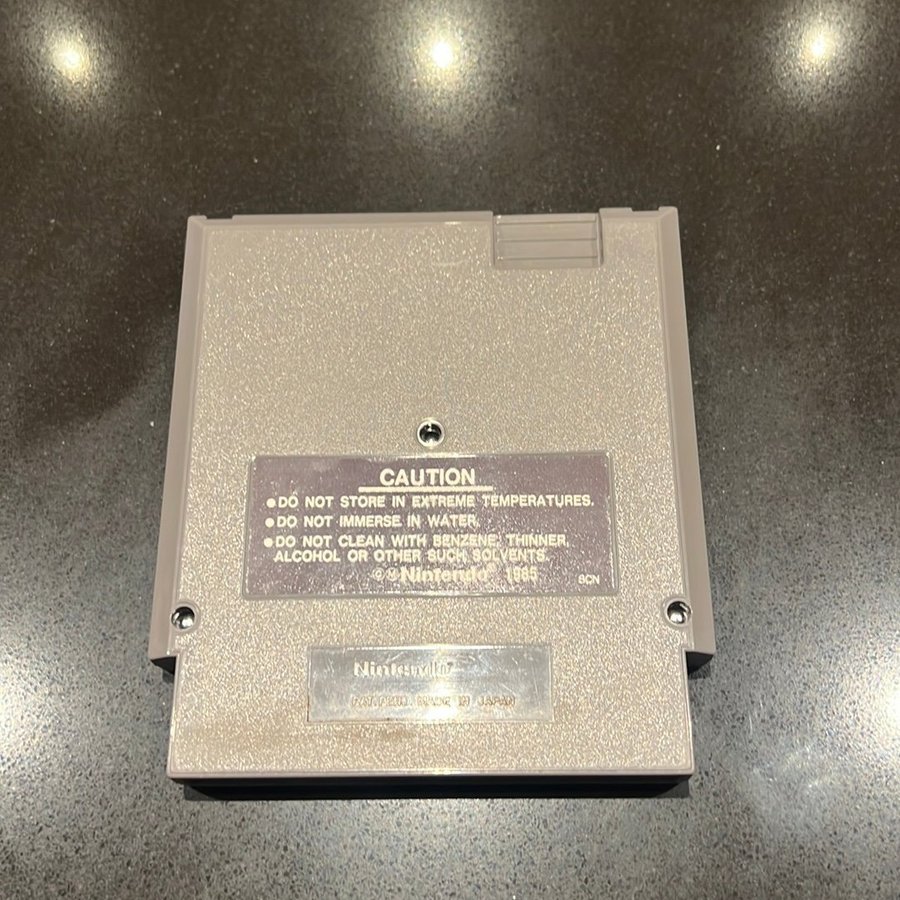 CAUTION
●DO NOT STORE IN EXTREME TEMPERATURES.
●DO NOT IMMERSE IN WATER.
●DO NOT CLEAN WITH BENZENE, THINNER,
ALCOHOL OR OTHER SUCH SOLVENTS.
©Ⓜ Nintendo® 1985
SCN
Nintendo®
PAT. PEND. MADE IN JAPAN